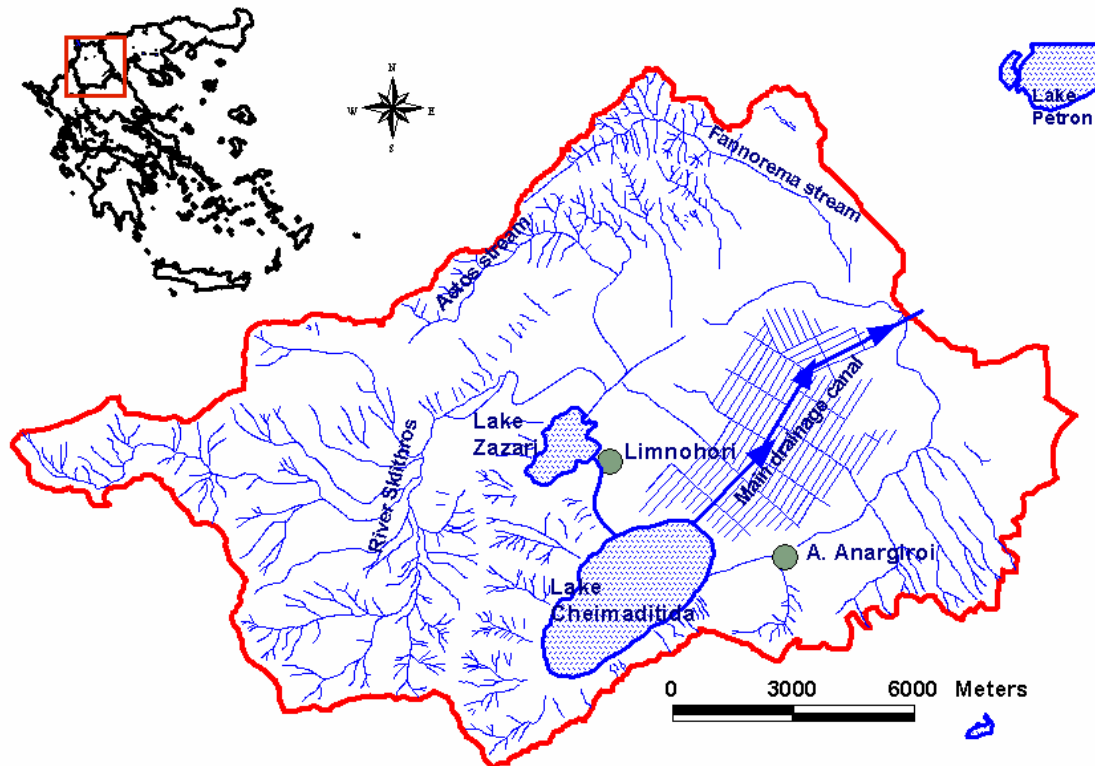 N
W E
S
Lake
Petron
Fannorema stream
Aetos stream
Lake
Zazari
Limnohori
River Sklithros
Main drainage canal
A. Anargiroi
Lake
Cheimaditida
0 3000 6000 Meters